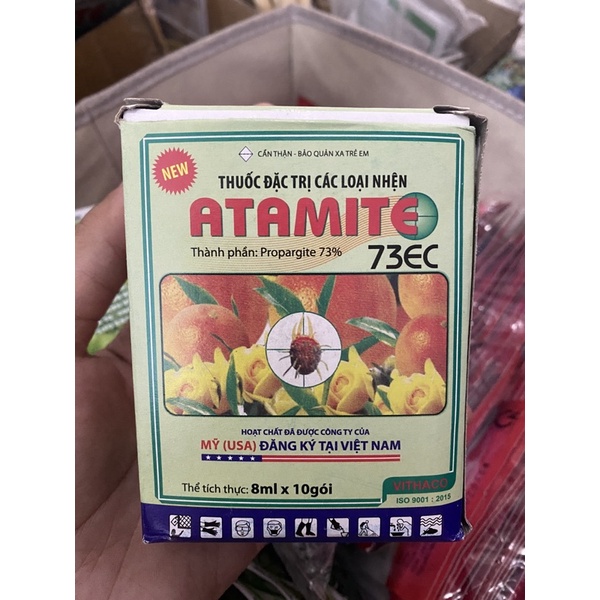 CẨN THẬN - BẢO QUẢN XA TRẺ EM
NEW
THUỐC ĐẶC TRỊ CÁC LOẠI NHỆN
ATAMITE
Thành phần: Propargite 73%
73EC
HOẠT CHẤT ĐÃ ĐƯỢC CÔNG TY CỦA
MỸ (USA) ĐĂNG KÝ TẠI VIỆT NAM
Thể tích thực: 8ml x 10gói
VITHACO
ISO 9001 : 2015